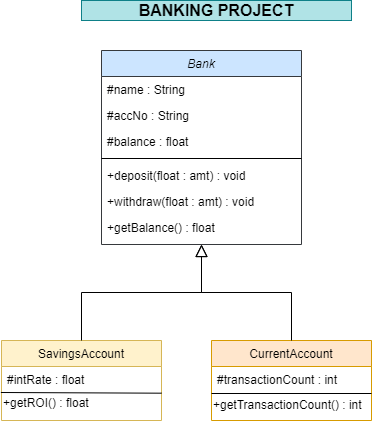 BANKING PROJECT
Bank
#name : String
#accNo : String
#balance : float
+deposit(float : amt) : void
+withdraw(float : amt) : void
+getBalance() : float
SavingsAccount
#intRate : float
+getROI() : float
CurrentAccount
#transactionCount : int
+getTransactionCount() : int